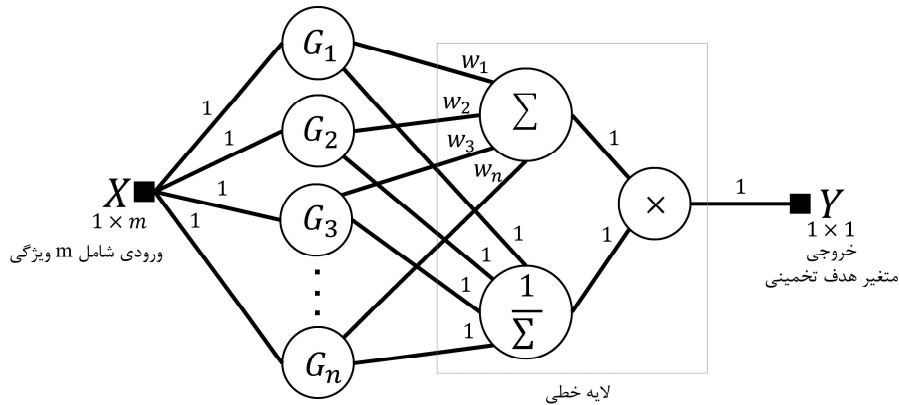 G₁
G₂
G₃
Gₙ
1
1
1
1
X
1 × m
ورودی شامل m ویژگی
w₁
w₂
w₃
wₙ
1
1
1
1
Σ
1
Σ
1
1
×
1
Y
1 × 1
خروجی
متغیر هدف تخمینی
لایه خطی